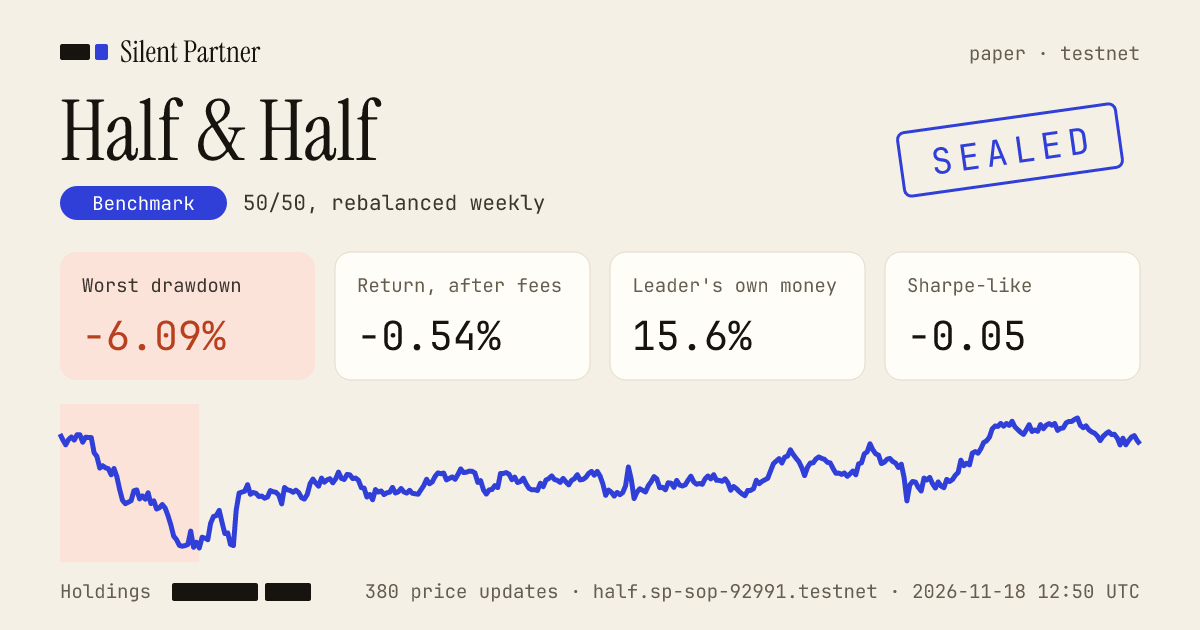 Silent Partner
paper · testnet
Half & Half
SEALED
Benchmark
50/50, rebalanced weekly
Worst drawdown
-6.09%
Return, after fees
-0.54%
Leader's own money
15.6%
Sharpe-like
-0.05
Holdings
380 price updates · half.sp-sop-92991.testnet · 2026-11-18 12:50 UTC